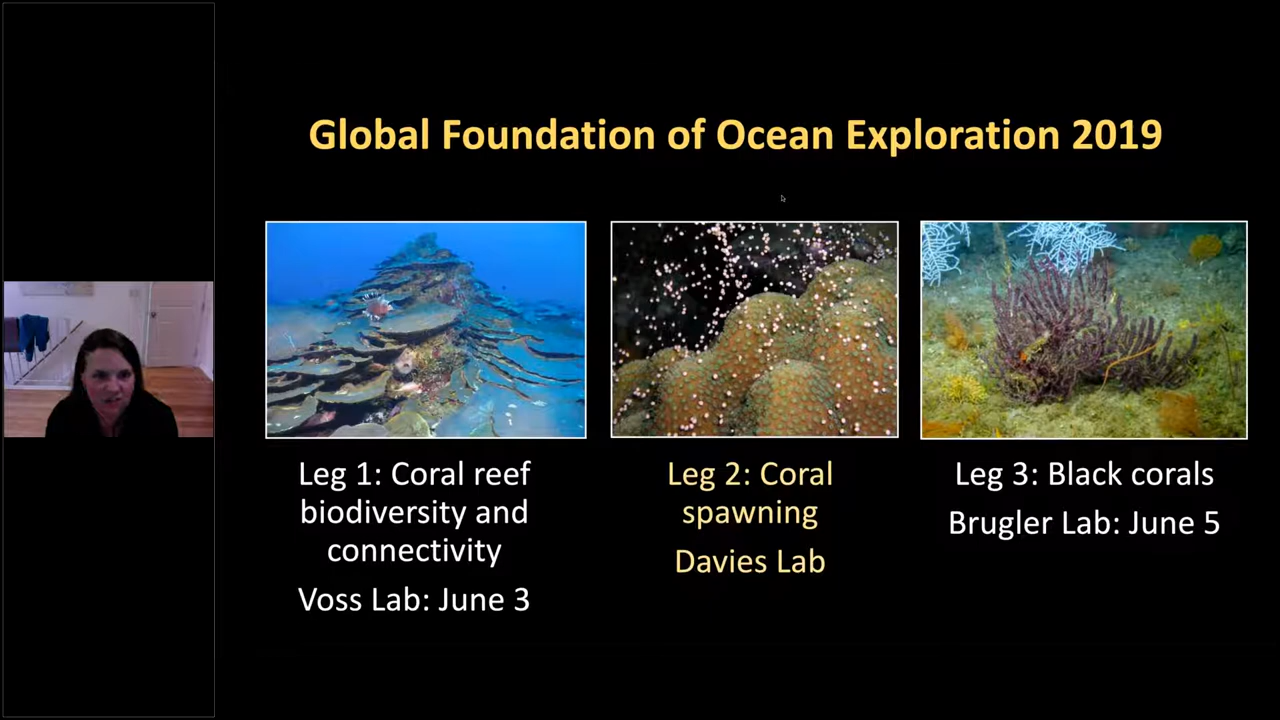 Global Foundation of Ocean Exploration 2019
Leg 1: Coral reef
biodiversity and
connectivity
Voss Lab: June 3
Leg 2: Coral
spawning
Davies Lab
Leg 3: Black corals
Brugler Lab: June 5